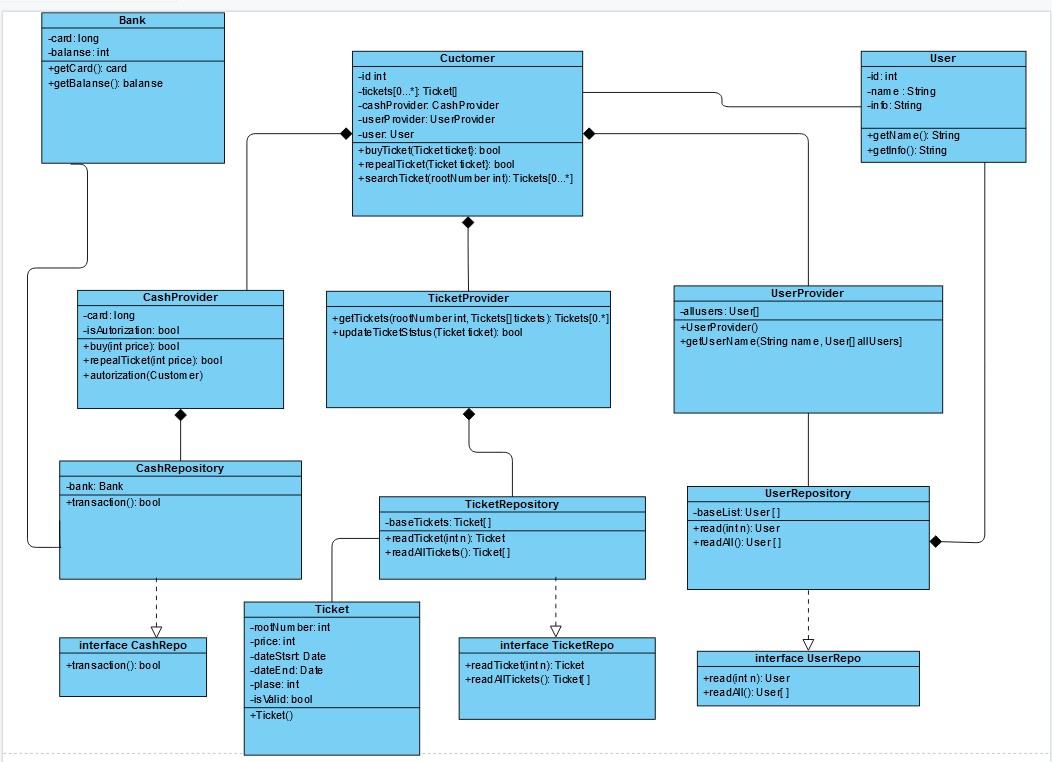 Bank
-card: long
-balanse: int
+getCard(): card
+getBalanse(): balanse
Cuctomer
-id int
-tickets[0...*]: Ticket[]
-cashProvider: CashProvider
-userProvider: UserProvider
-user: User
+buyTicket(Ticket ticket}: bool
+repealTicket(Ticket ticket}: bool
+searchTicket(rootNumber int): Tickets[0...*]
User
-id: int
-name : String
-info: String
+getName(): String
+getInfo(): String
CashProvider
-card: long
-isAutorization: bool
+buy(int price): bool
+repealTicket(int price): bool
+autorization(Customer)
TicketProvider
+getTickets(rootNumber int, Tickets[] tickets): Tickets[0.*]
+updateTicketStstus(Ticket ticket): bool
UserProvider
-allusers: User[]
+UserProvider()
+getUserName(String name, User[] allUsers]
CashRepository
-bank: Bank
+transaction(): bool
TicketRepository
-baseTickets: Ticket[ ]
+readTicket(int n): Ticket
+readAllTickets(): Ticket[ ]
UserRepository
-baseList: User [ ]
+read(int n): User
+readAll(): User [ ]
Ticket
-rootNumber: int
-price: int
-dateStsrt: Date
-dateEnd: Date
-plase: int
-isValid: bool
+Ticket()
interface CashRepo
+transaction(): bool
interface TicketRepo
+readTicket(int n): Ticket
+readAllTickets(): Ticket[ ]
interface UserRepo
+read(int n): User
+readAll(): User[ ]